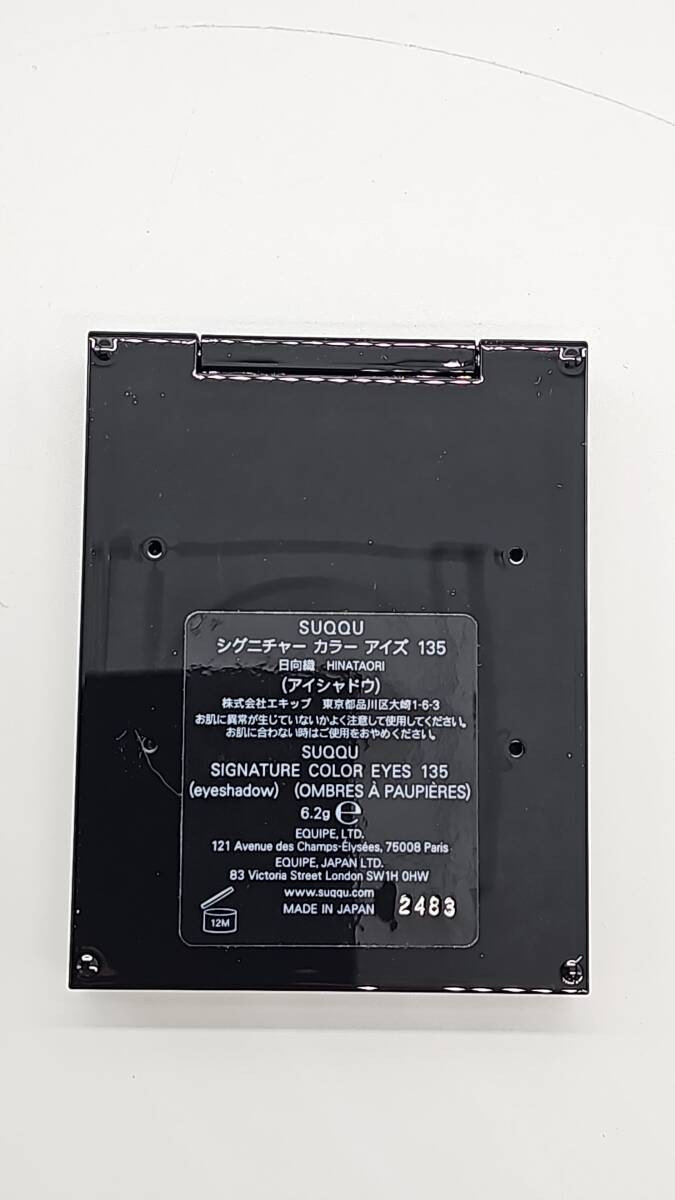 SUQQU
シグニチャー カラー アイズ 135
日向織 HINATAORI
(アイシャドウ)
株式会社エキップ 東京都品川区大崎1-6-3
お肌に異常が生じていないかよく注意して使用してください。
お肌に合わない時はご使用をおやめください。
SUQQU
SIGNATURE COLOR EYES 135
(eyeshadow) (OMBRES À PAUPIÈRES)
6.2g ℮
EQUIPE, LTD.
121 Avenue des Champs-Élysées, 75008 Paris
EQUIPE, JAPAN LTD.
83 Victoria Street London SW1H 0HW
www.suqqu.com
12M
MADE IN JAPAN 2483